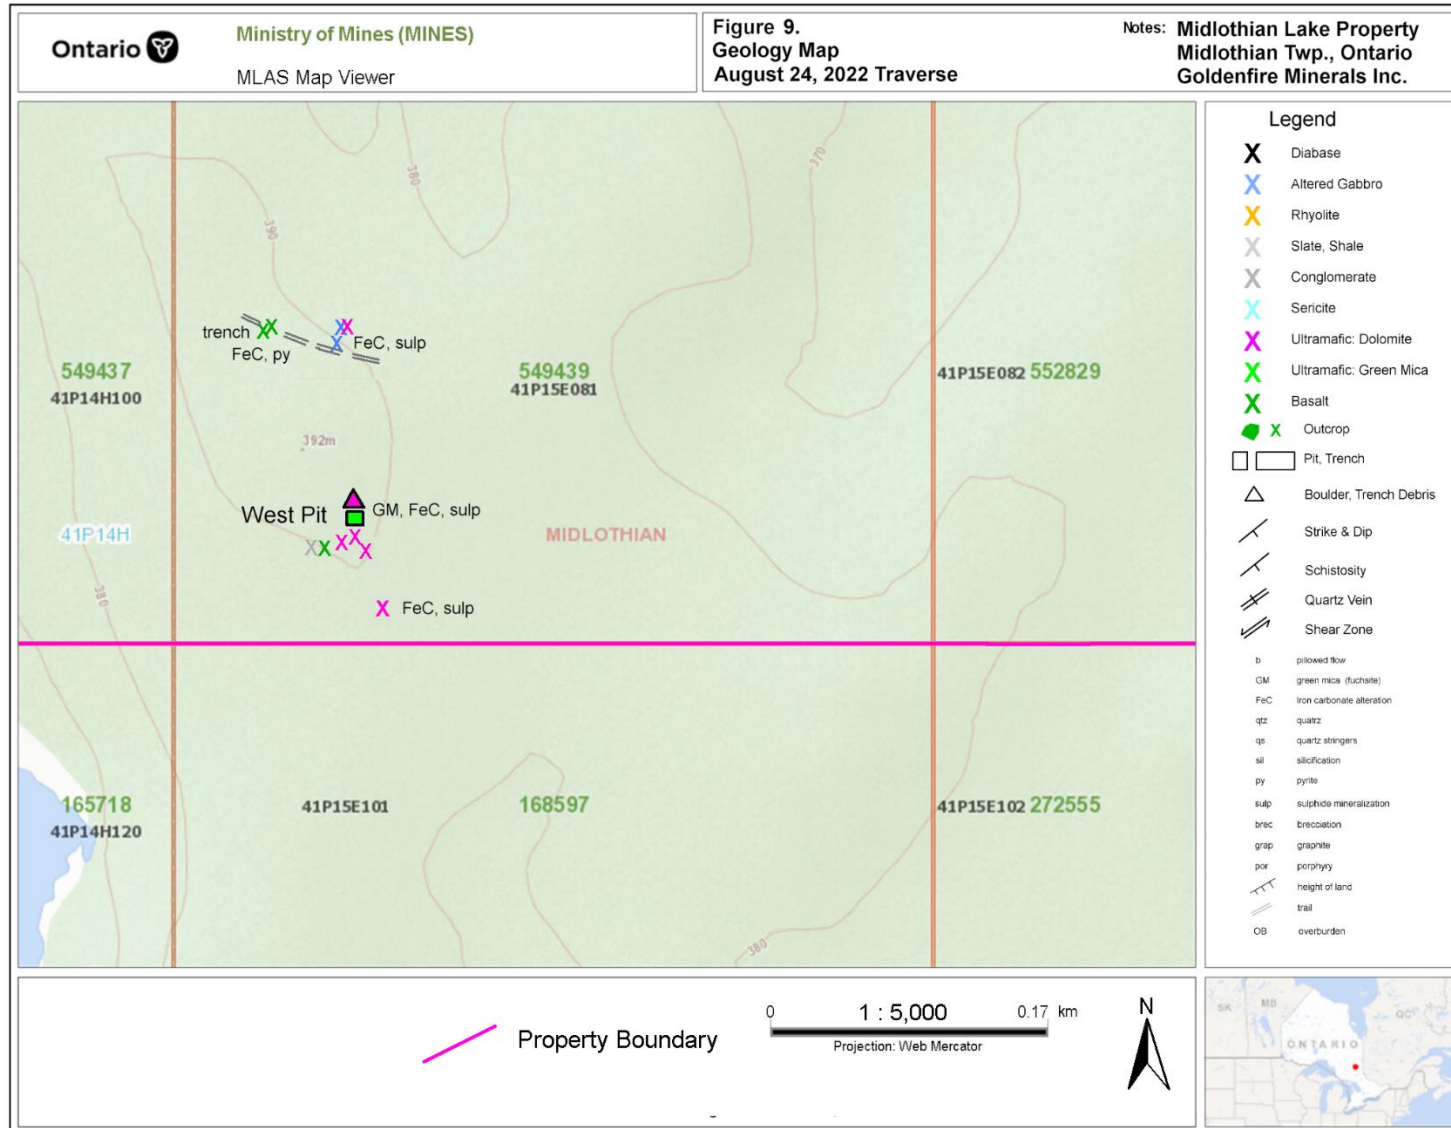 Ontario
Ministry of Mines (MINES)
MLAS Map Viewer
Figure 9.
Geology Map
August 24, 2022 Traverse
Notes: Midlothian Lake Property
Midlothian Twp., Ontario
Goldenfire Minerals Inc.
380
370
390
trench
FeC, py
FeC, sulp
549437
41P14H100
549439
41P15E081
41P15E082 552829
392m
West Pit
GM, FeC, sulp
41P14H
MIDLOTHIAN
380
FeC, sulp
165718
41P14H120
41P15E101
168597
41P15E102 272555
380
Legend
Diabase
Altered Gabbro
Rhyolite
Slate, Shale
Conglomerate
Sericite
Ultramafic: Dolomite
Ultramafic: Green Mica
Basalt
Outcrop
Pit, Trench
Boulder, Trench Debris
Strike & Dip
Schistosity
Quartz Vein
Shear Zone
b pillowed flow
GM green mica (fuchsite)
FeC Iron carbonate alteration
qtz quatrz
qs quartz stringers
sil silicification
py pyrite
sulp sulphide mineralization
brec brecciation
grap graphite
por porphyry
height of land
trail
OB overburden
Property Boundary
0 1 : 5,000 0.17 km
Projection: Web Mercator
N
SK
MB
ONTARIO
QC